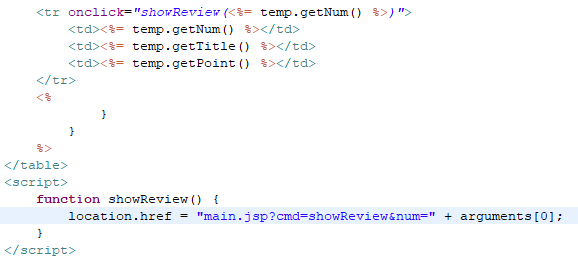 <tr onclick="showReview(<%= temp.getNum() %>)">
<td><%= temp.getNum() %></td>
<td><%= temp.getTitle() %></td>
<td><%= temp.getPoint() %></td>
</tr>
<%
}
}
%>
</table>
<script>
function showReview() {
location.href = "main.jsp?cmd=showReview&num=" + arguments[0];
}
</script>